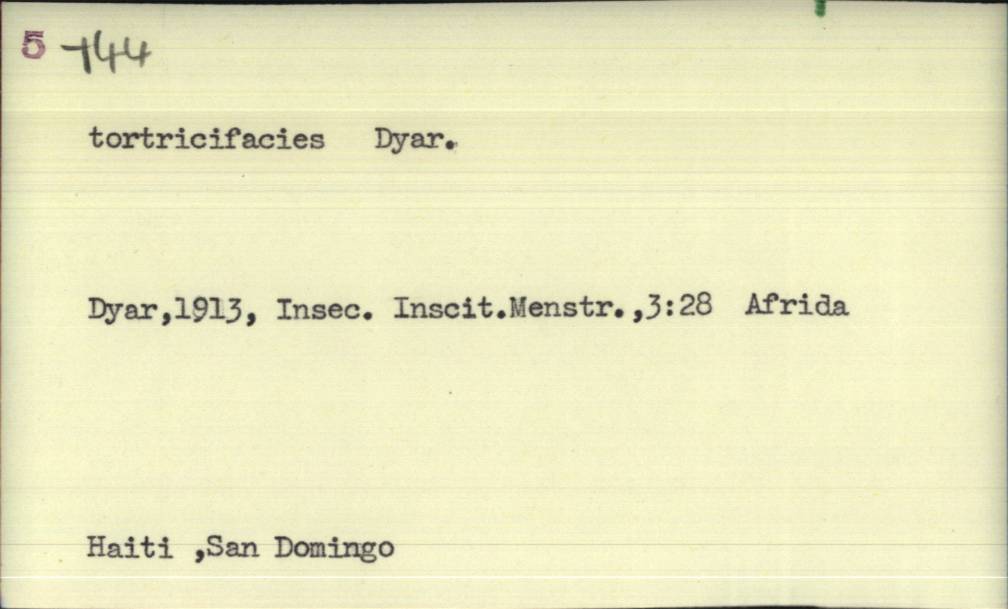 5 744
tortricifacies Dyar.
Dyar,1913, Insec. Inscit.Menstr.,3:28 Afrida
Haiti ,San Domingo